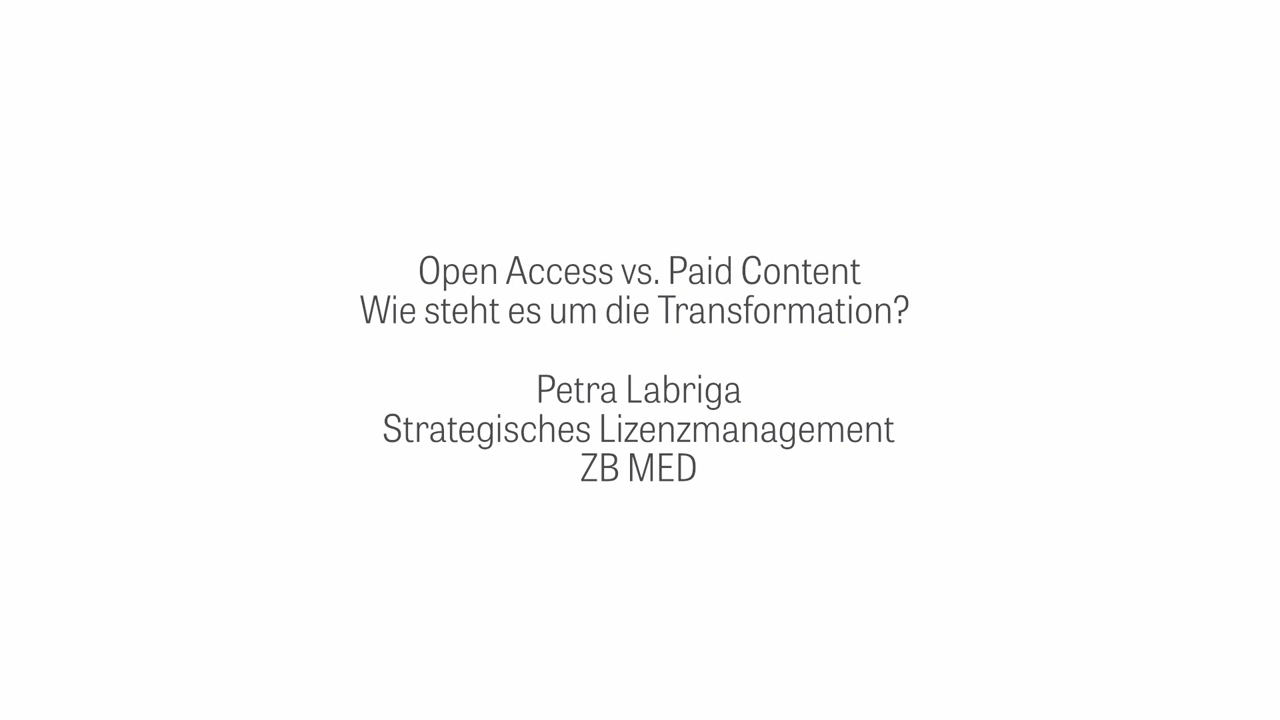 Open Access vs. Paid Content
Wie steht es um die Transformation?
Petra Labriga
Strategisches Lizenzmanagement
ZB MED